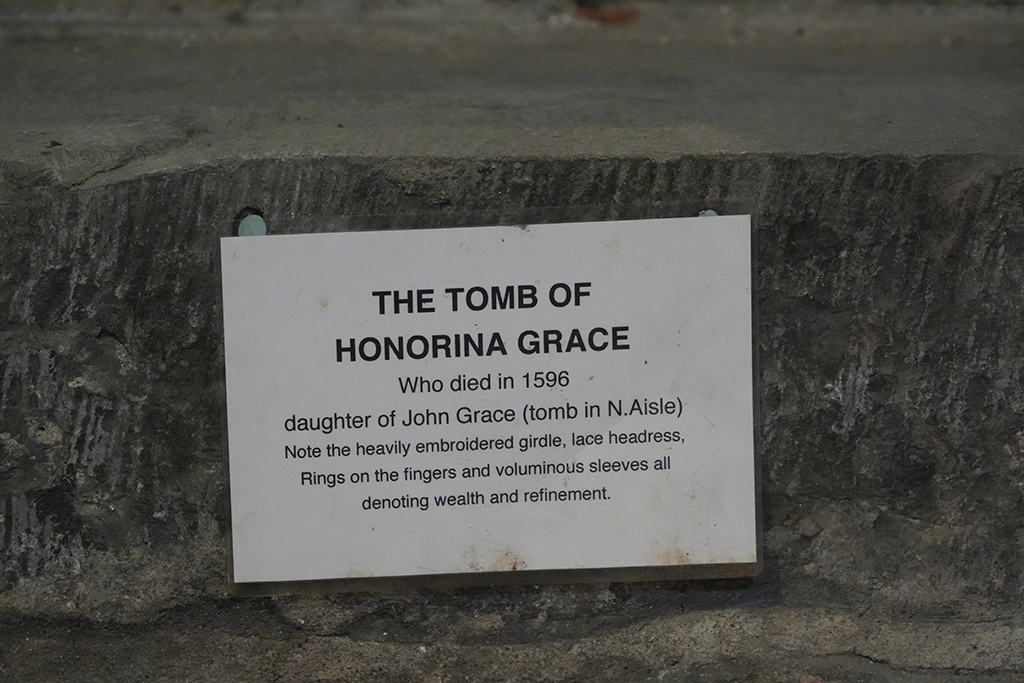 THE TOMB OF
HONORINA GRACE
Who died in 1596
daughter of John Grace (tomb in N.Aisle)
Note the heavily embroidered girdle, lace headress,
Rings on the fingers and voluminous sleeves all
denoting wealth and refinement.